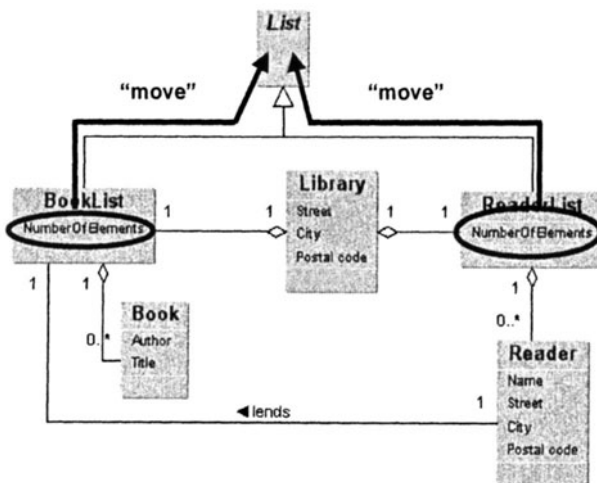 List
“move”
“move”
BookList
NumberOfElements
Library
Street
City
Postal code
ReaderList
NumberOfElements
1
1
1
1
1
1
1
Book
Author
Title
0..*
0..*
Reader
Name
Street
City
Postal code
◄lends
1